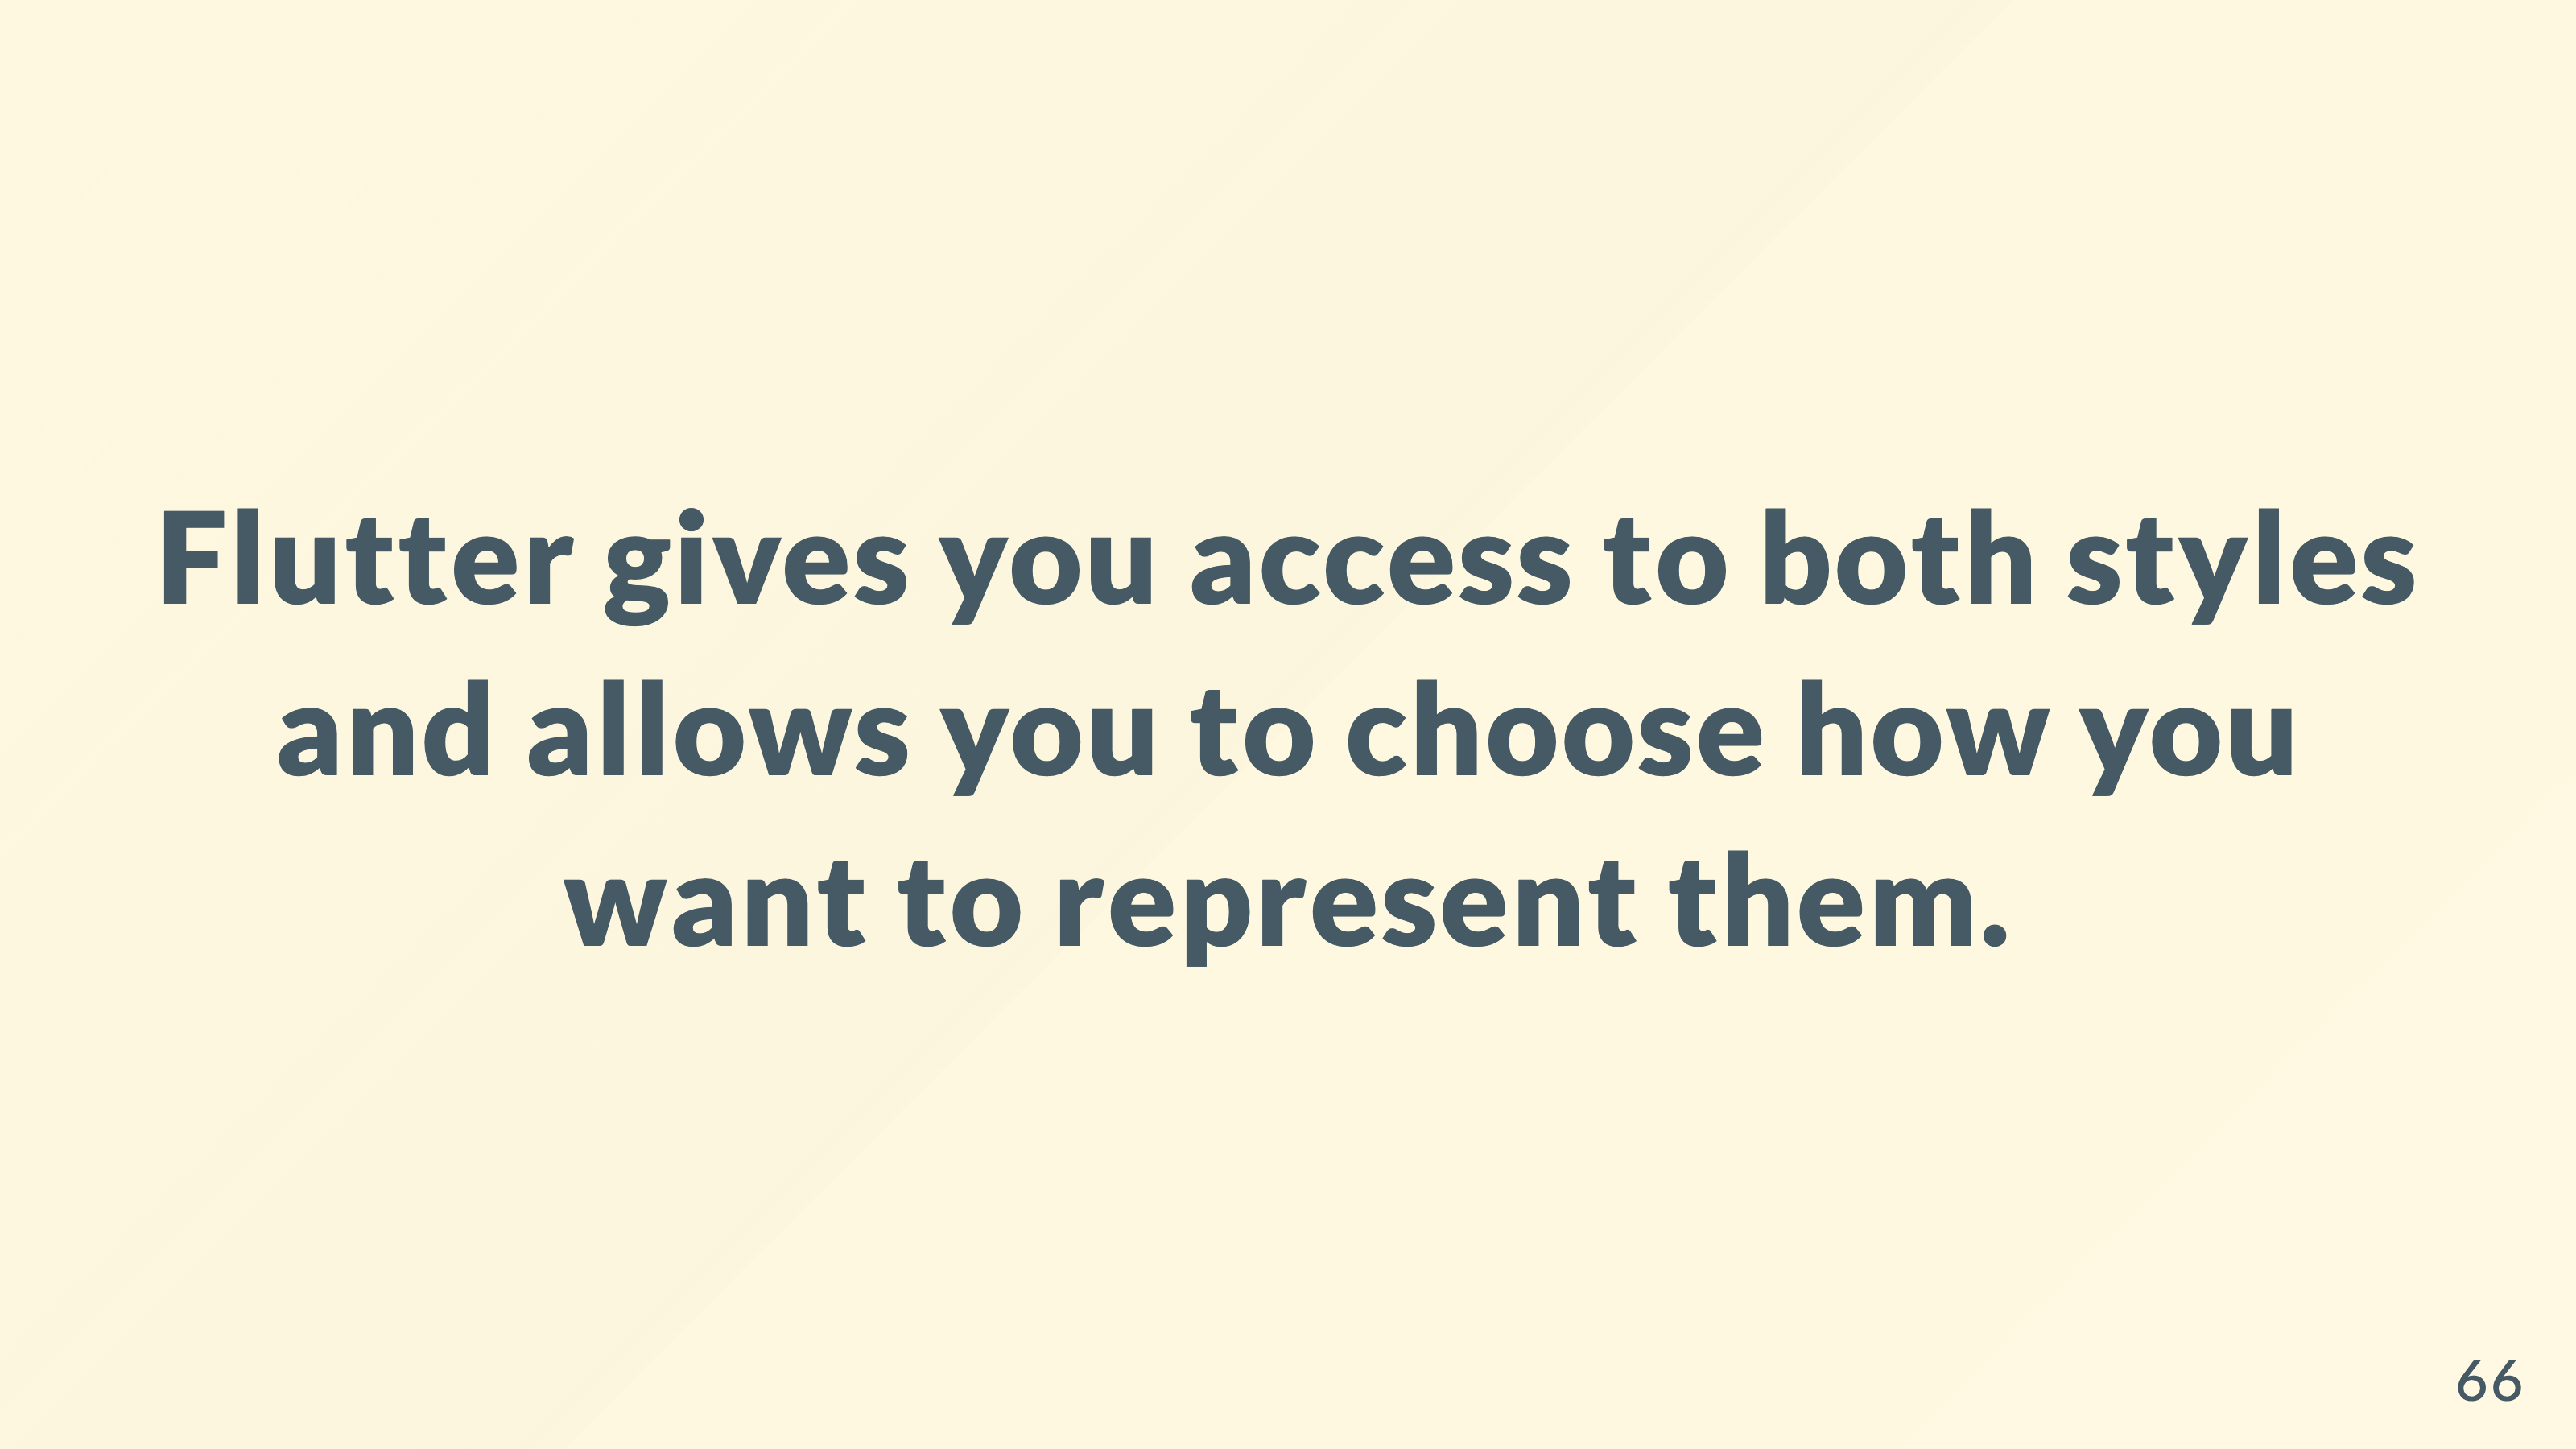 Flutter gives you access to both styles
and allows you to choose how you
want to represent them.
66